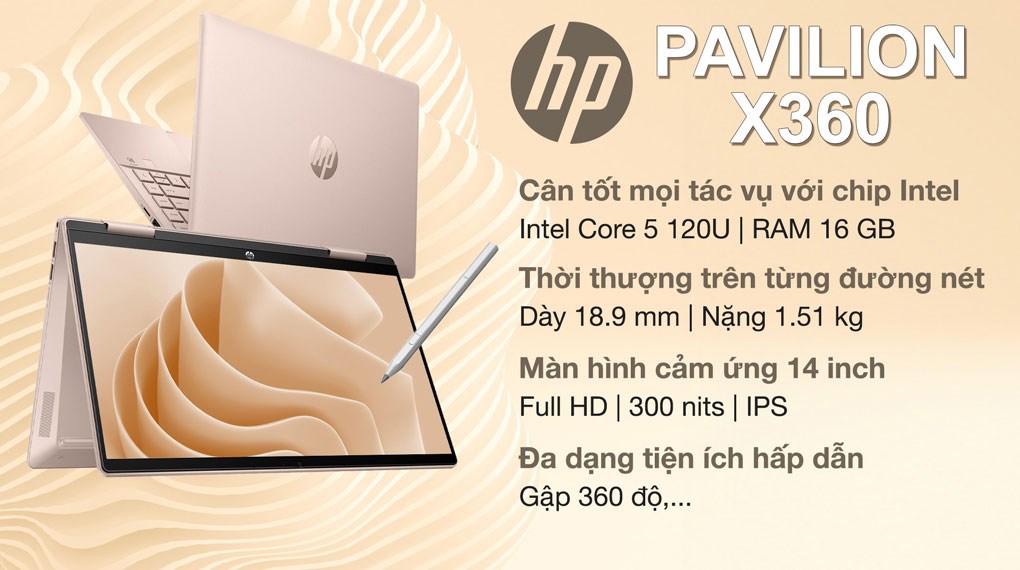 hp
PAVILION
X360
Cân tốt mọi tác vụ với chip Intel
Intel Core 5 120U | RAM 16 GB
Thời thượng trên từng đường nét
Dày 18.9 mm | Nặng 1.51 kg
Màn hình cảm ứng 14 inch
Full HD | 300 nits | IPS
Đa dạng tiện ích hấp dẫn
Gập 360 độ,...
hp
hp